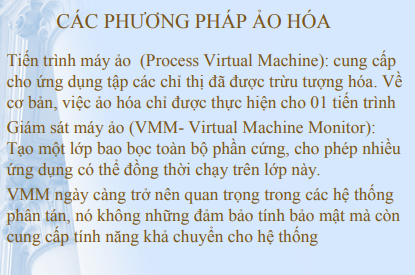 CÁC PHƯƠNG PHÁP ẢO HÓA
Tiến trình máy ảo (Process Virtual Machine): cung cấp
cho ứng dụng tập các chỉ thị đã được trừu tượng hóa. Về
cơ bản, việc ảo hóa chỉ được thực hiện cho 01 tiến trình
Giám sát máy ảo (VMM- Virtual Machine Monitor):
Tạo một lớp bao bọc toàn bộ phần cứng, cho phép nhiều
ứng dụng có thể đồng thời chạy trên lớp này.
VMM ngày càng trở nên quan trọng trong các hệ thống
phân tán, nó không những đảm bảo tính bảo mật mà còn
cung cấp tính năng khả chuyển cho hệ thống